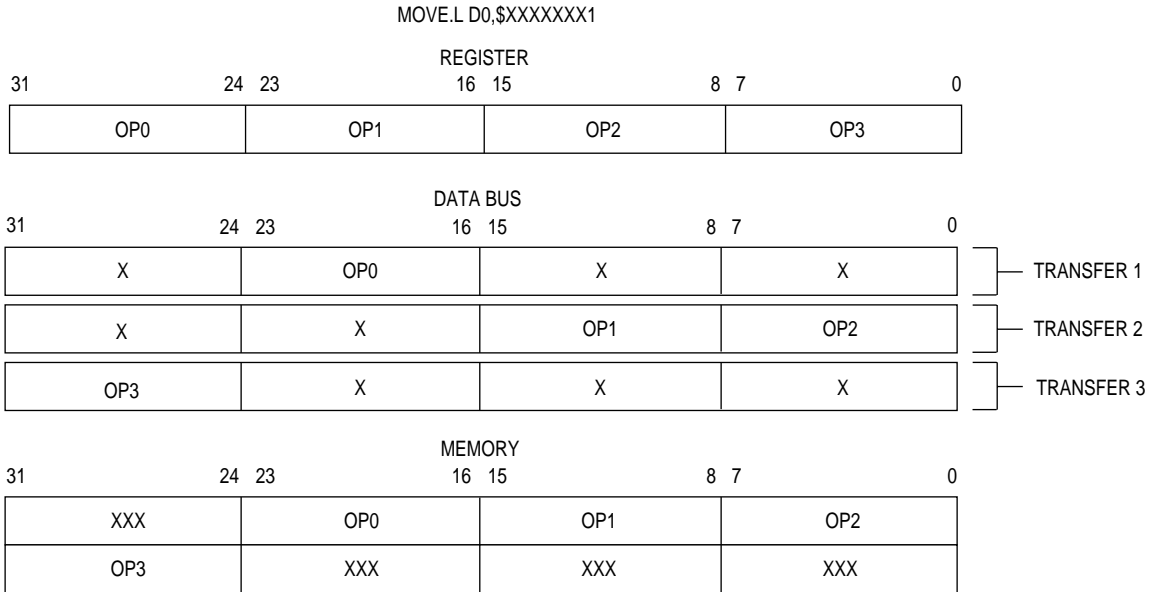 MOVE.L D0,$XXXXXXX1
REGISTER
31 24 23 16 15 8 7 0
OP0 OP1 OP2 OP3
DATA BUS
31 24 23 16 15 8 7 0
X OP0 X X TRANSFER 1
X X OP1 OP2 TRANSFER 2
OP3 X X X TRANSFER 3
MEMORY
31 24 23 16 15 8 7 0
XXX OP0 OP1 OP2
OP3 XXX XXX XXX